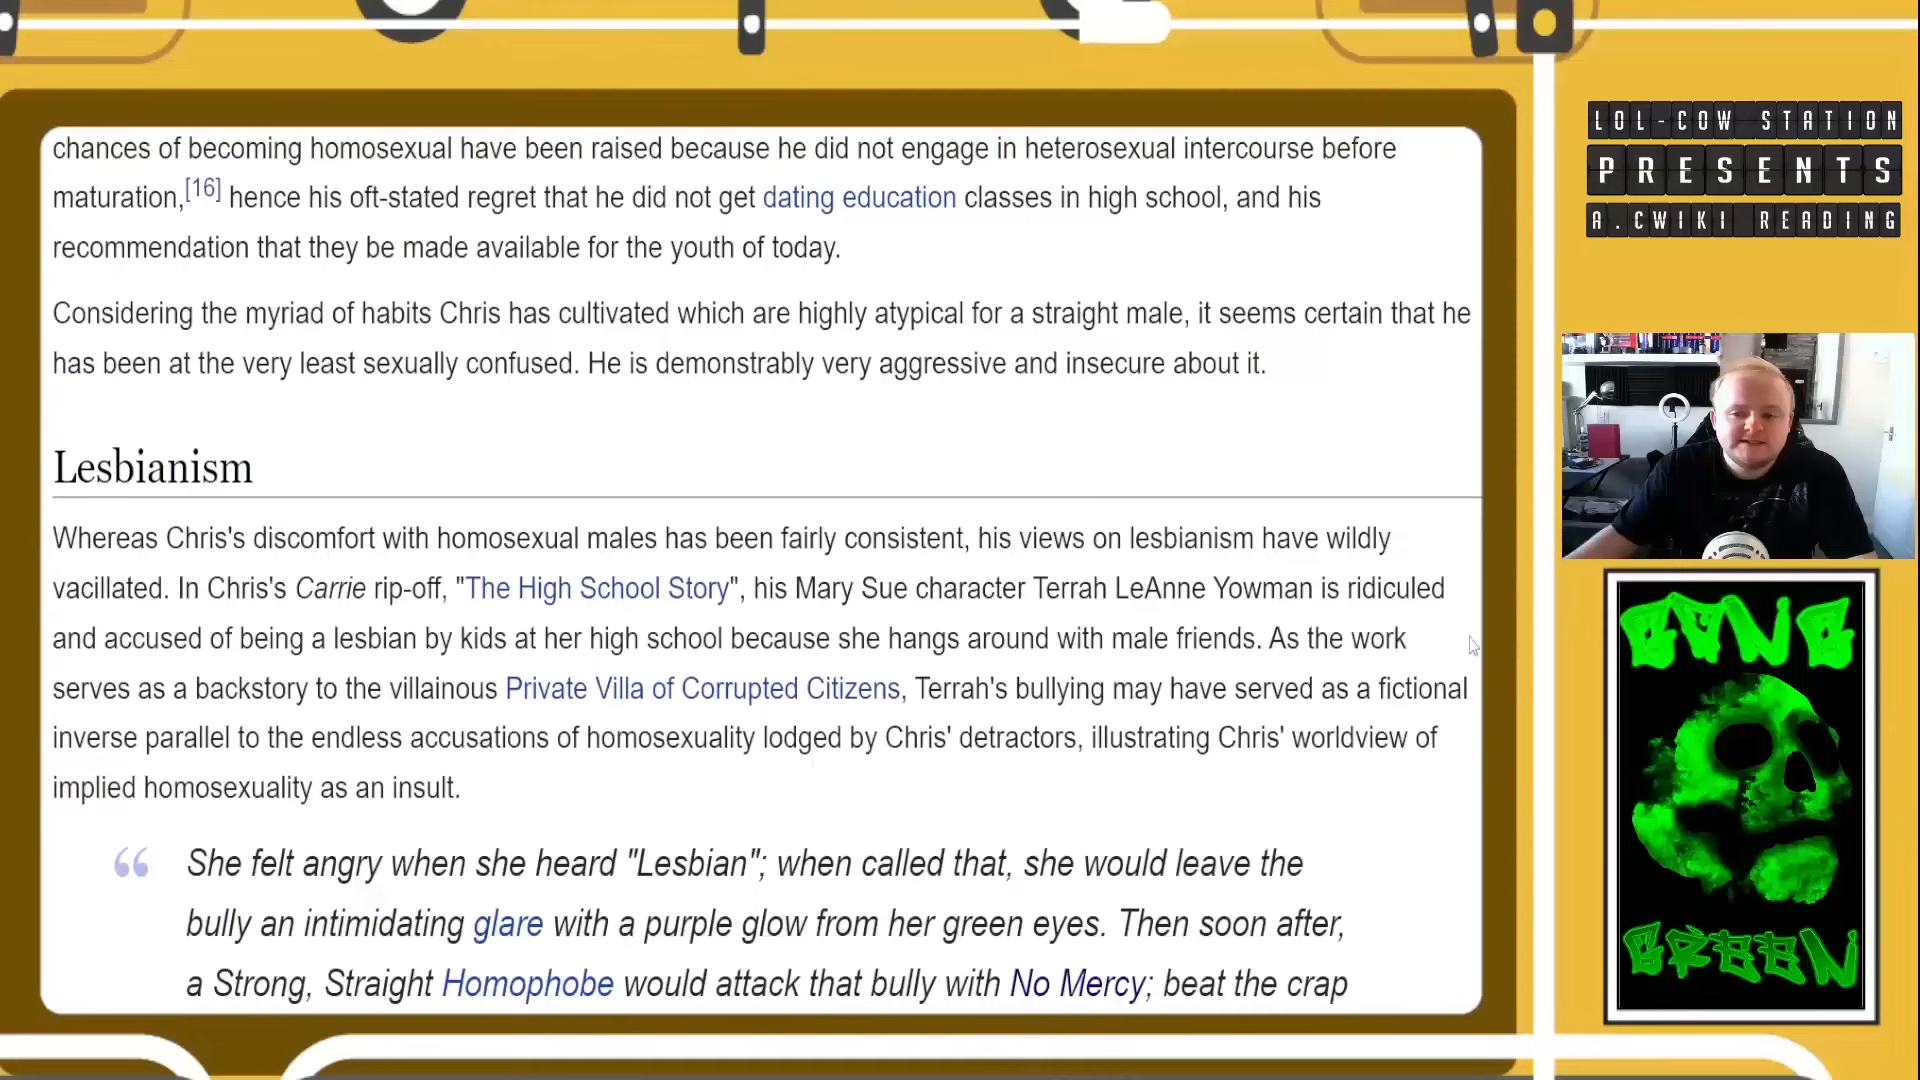 chances of becoming homosexual have been raised because he did not engage in heterosexual intercourse before
maturation,[16] hence his oft-stated regret that he did not get dating education classes in high school, and his
recommendation that they be made available for the youth of today.
Considering the myriad of habits Chris has cultivated which are highly atypical for a straight male, it seems certain that he
has been at the very least sexually confused. He is demonstrably very aggressive and insecure about it.
Lesbianism
Whereas Chris's discomfort with homosexual males has been fairly consistent, his views on lesbianism have wildly
vacillated. In Chris's Carrie rip-off, "The High School Story", his Mary Sue character Terrah LeAnne Yowman is ridiculed
and accused of being a lesbian by kids at her high school because she hangs around with male friends. As the work
serves as a backstory to the villainous Private Villa of Corrupted Citizens, Terrah's bullying may have served as a fictional
inverse parallel to the endless accusations of homosexuality lodged by Chris' detractors, illustrating Chris' worldview of
implied homosexuality as an insult.
“ She felt angry when she heard "Lesbian"; when called that, she would leave the
bully an intimidating glare with a purple glow from her green eyes. Then soon after,
a Strong, Straight Homophobe would attack that bully with No Mercy; beat the crap
LOL-COW STATION
PRESENTS
A.CWIKI READING
GANG
GREEN